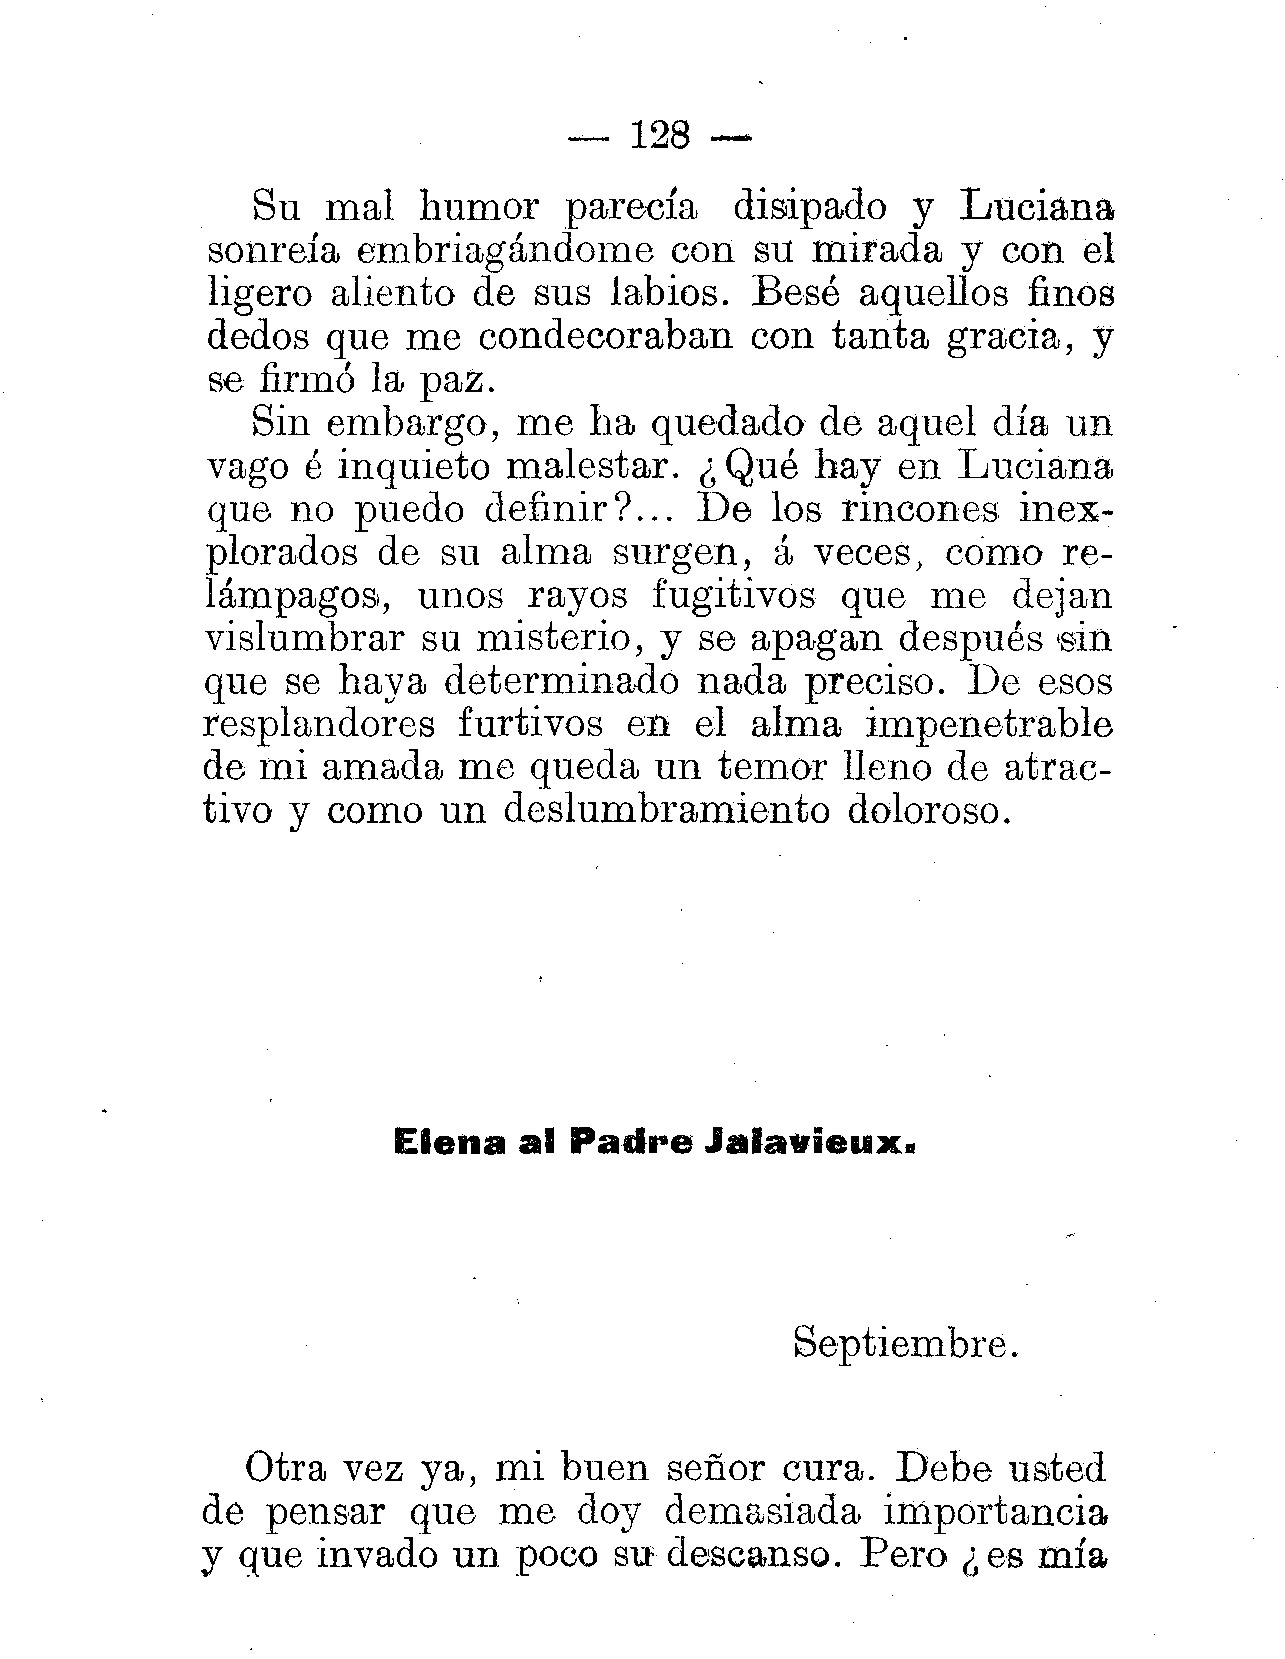 — 128 —
Su mal humor parecía disipado y Luciana
sonreía embriagándome con su mirada y con el
ligero aliento de sus labios. Besé aquellos finos
dedos que me condecoraban con tanta gracia, y
se firmó la paz.
Sin embargo, me ha quedado de aquel día un
vago é inquieto malestar. ¿Qué hay en Luciana
que no puedo definir?... De los rincones inex-
plorados de su alma surgen, á veces, como re-
lámpagos, unos rayos fugitivos que me dejan
vislumbrar su misterio, y se apagan después sin
que se haya determinado nada preciso. De esos
resplandores furtivos en el alma impenetrable
de mi amada me queda un temor lleno de atrac-
tivo y como un deslumbramiento doloroso.
Elena al Padre Jalavieux.
Septiembre.
Otra vez ya, mi buen señor cura. Debe usted
de pensar que me doy demasiada importancia
y que invado un poco su descanso. Pero ¿es mía